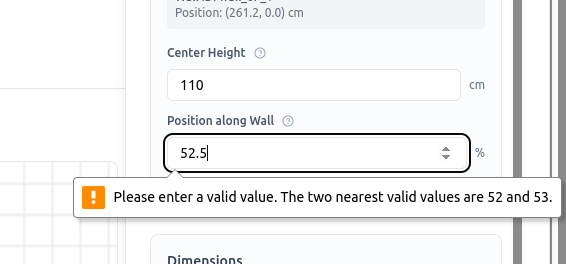 Position: (261.2, 0.0) cm
Center Height
110 cm
Position along Wall
52.5 %
Please enter a valid value. The two nearest valid values are 52 and 53.
Dimensions